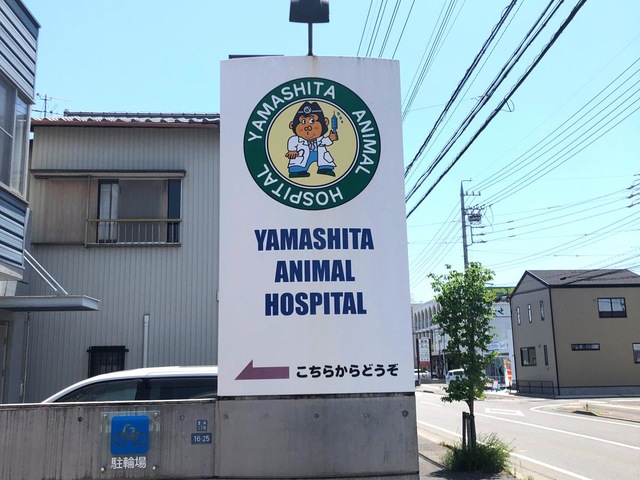 YAMASHITA ANIMAL HOSPITAL
YAMASHITA
ANIMAL
HOSPITAL
こちらからどうぞ
16-25
駐輪場